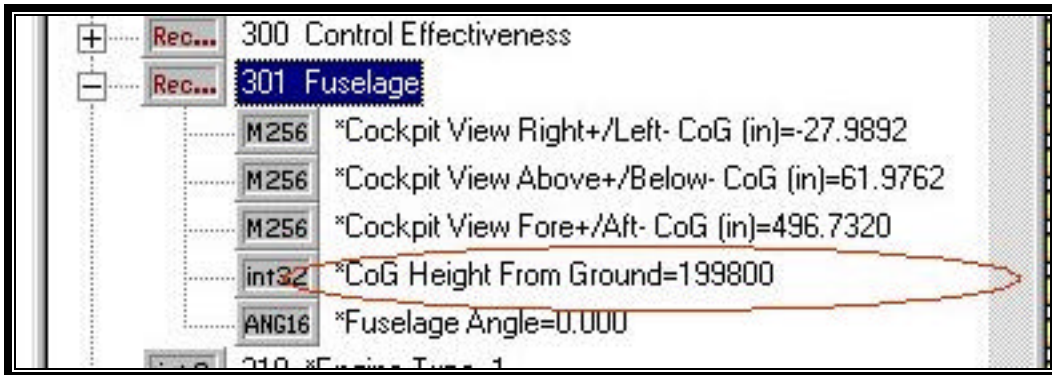 Rec... 300 Control Effectiveness
Rec... 301 Fuselage
M256 *Cockpit View Right+/Left- CoG (in)=-27.9892
M256 *Cockpit View Above+/Below- CoG (in)=61.9762
M256 *Cockpit View Fore+/Aft- CoG (in)=496.7320
int32 *CoG Height From Ground=199800
ANG16 *Fuselage Angle=0.000